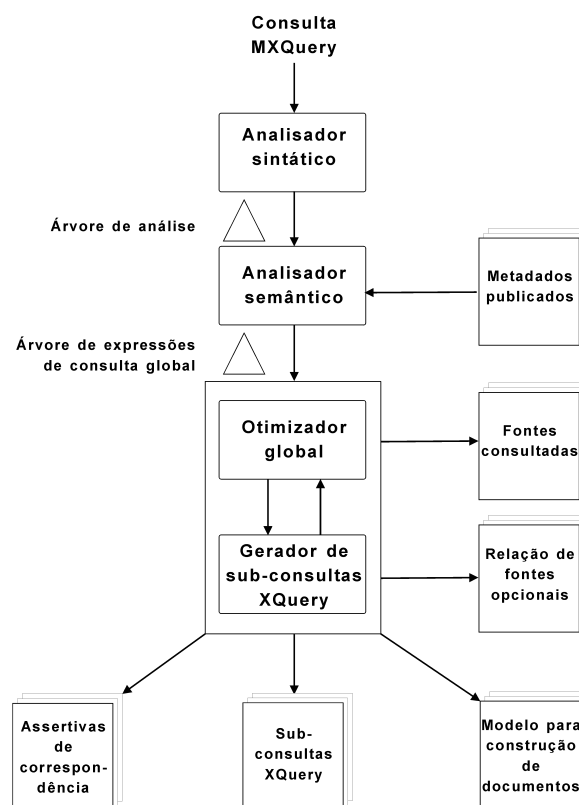 Consulta
MXQuery
Analisador
sintático
Árvore de análise
Analisador
semântico
Metadados
publicados
Árvore de expressões
de consulta global
Otimizador
global
Fontes
consultadas
Gerador de
sub-consultas
XQuery
Relação de
fontes
opcionais
Assertivas
de
correspon-
dência
Sub-
consultas
XQuery
Modelo para
construção
de
documentos